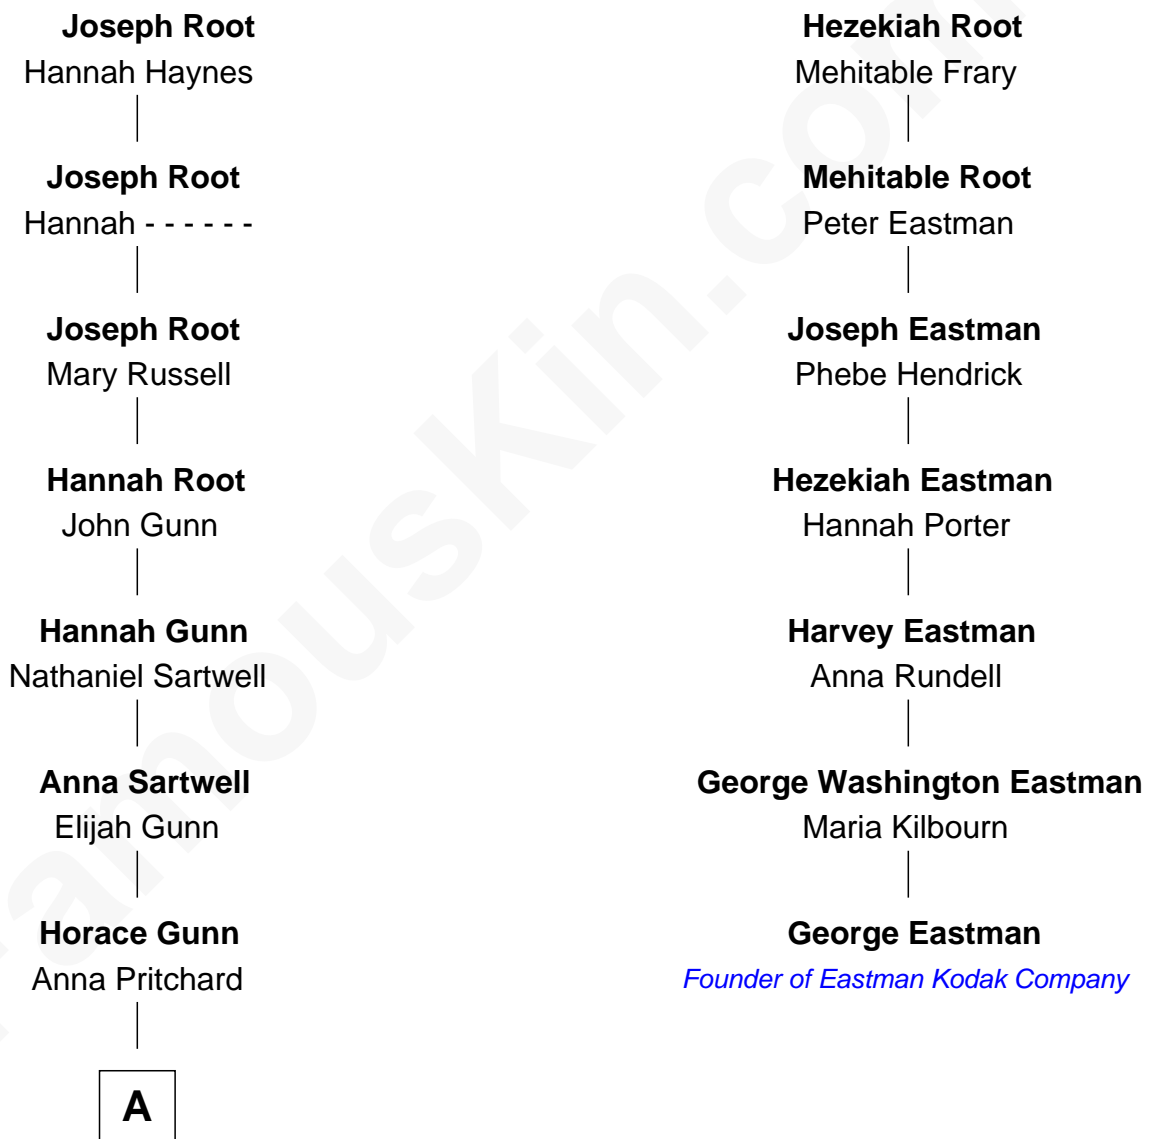 Joseph Root
Hannah Haynes
Joseph Root
Hannah - - - - - -
Joseph Root
Mary Russell
Hannah Root
John Gunn
Hannah Gunn
Nathaniel Sartwell
Anna Sartwell
Elijah Gunn
Horace Gunn
Anna Pritchard
A
Hezekiah Root
Mehitable Frary
Mehitable Root
Peter Eastman
Joseph Eastman
Phebe Hendrick
Hezekiah Eastman
Hannah Porter
Harvey Eastman
Anna Rundell
George Washington Eastman
Maria Kilbourn
George Eastman
Founder of Eastman Kodak Company
FamousKin.com